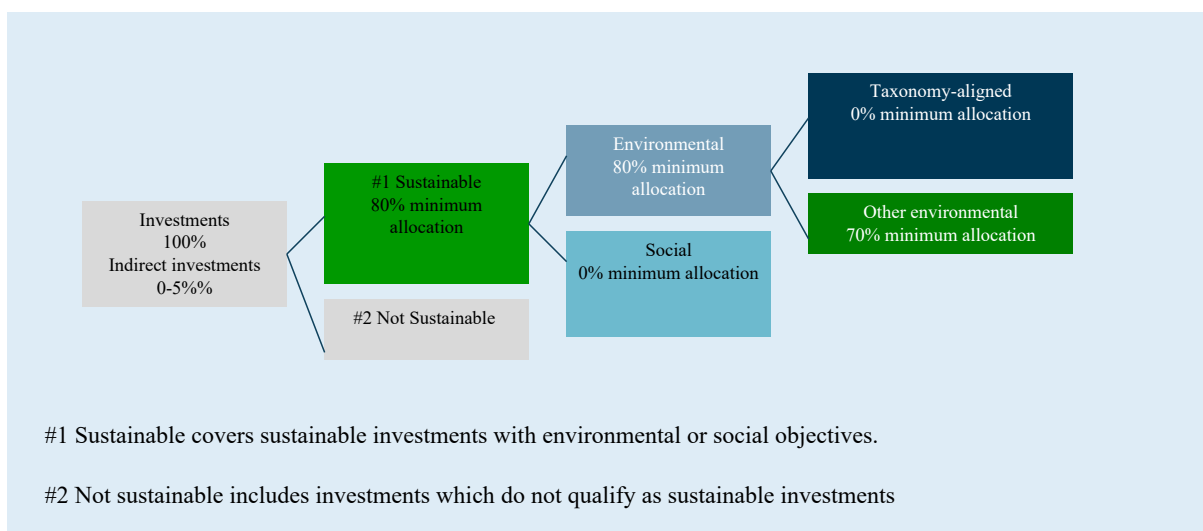 Investments
100%
Indirect investments
0-5%%
#1 Sustainable
80% minimum
allocation
#2 Not Sustainable
Environmental
80% minimum
allocation
Social
0% minimum allocation
Taxonomy-aligned
0% minimum allocation
Other environmental
70% minimum allocation
#1 Sustainable covers sustainable investments with environmental or social objectives.
#2 Not sustainable includes investments which do not qualify as sustainable investments